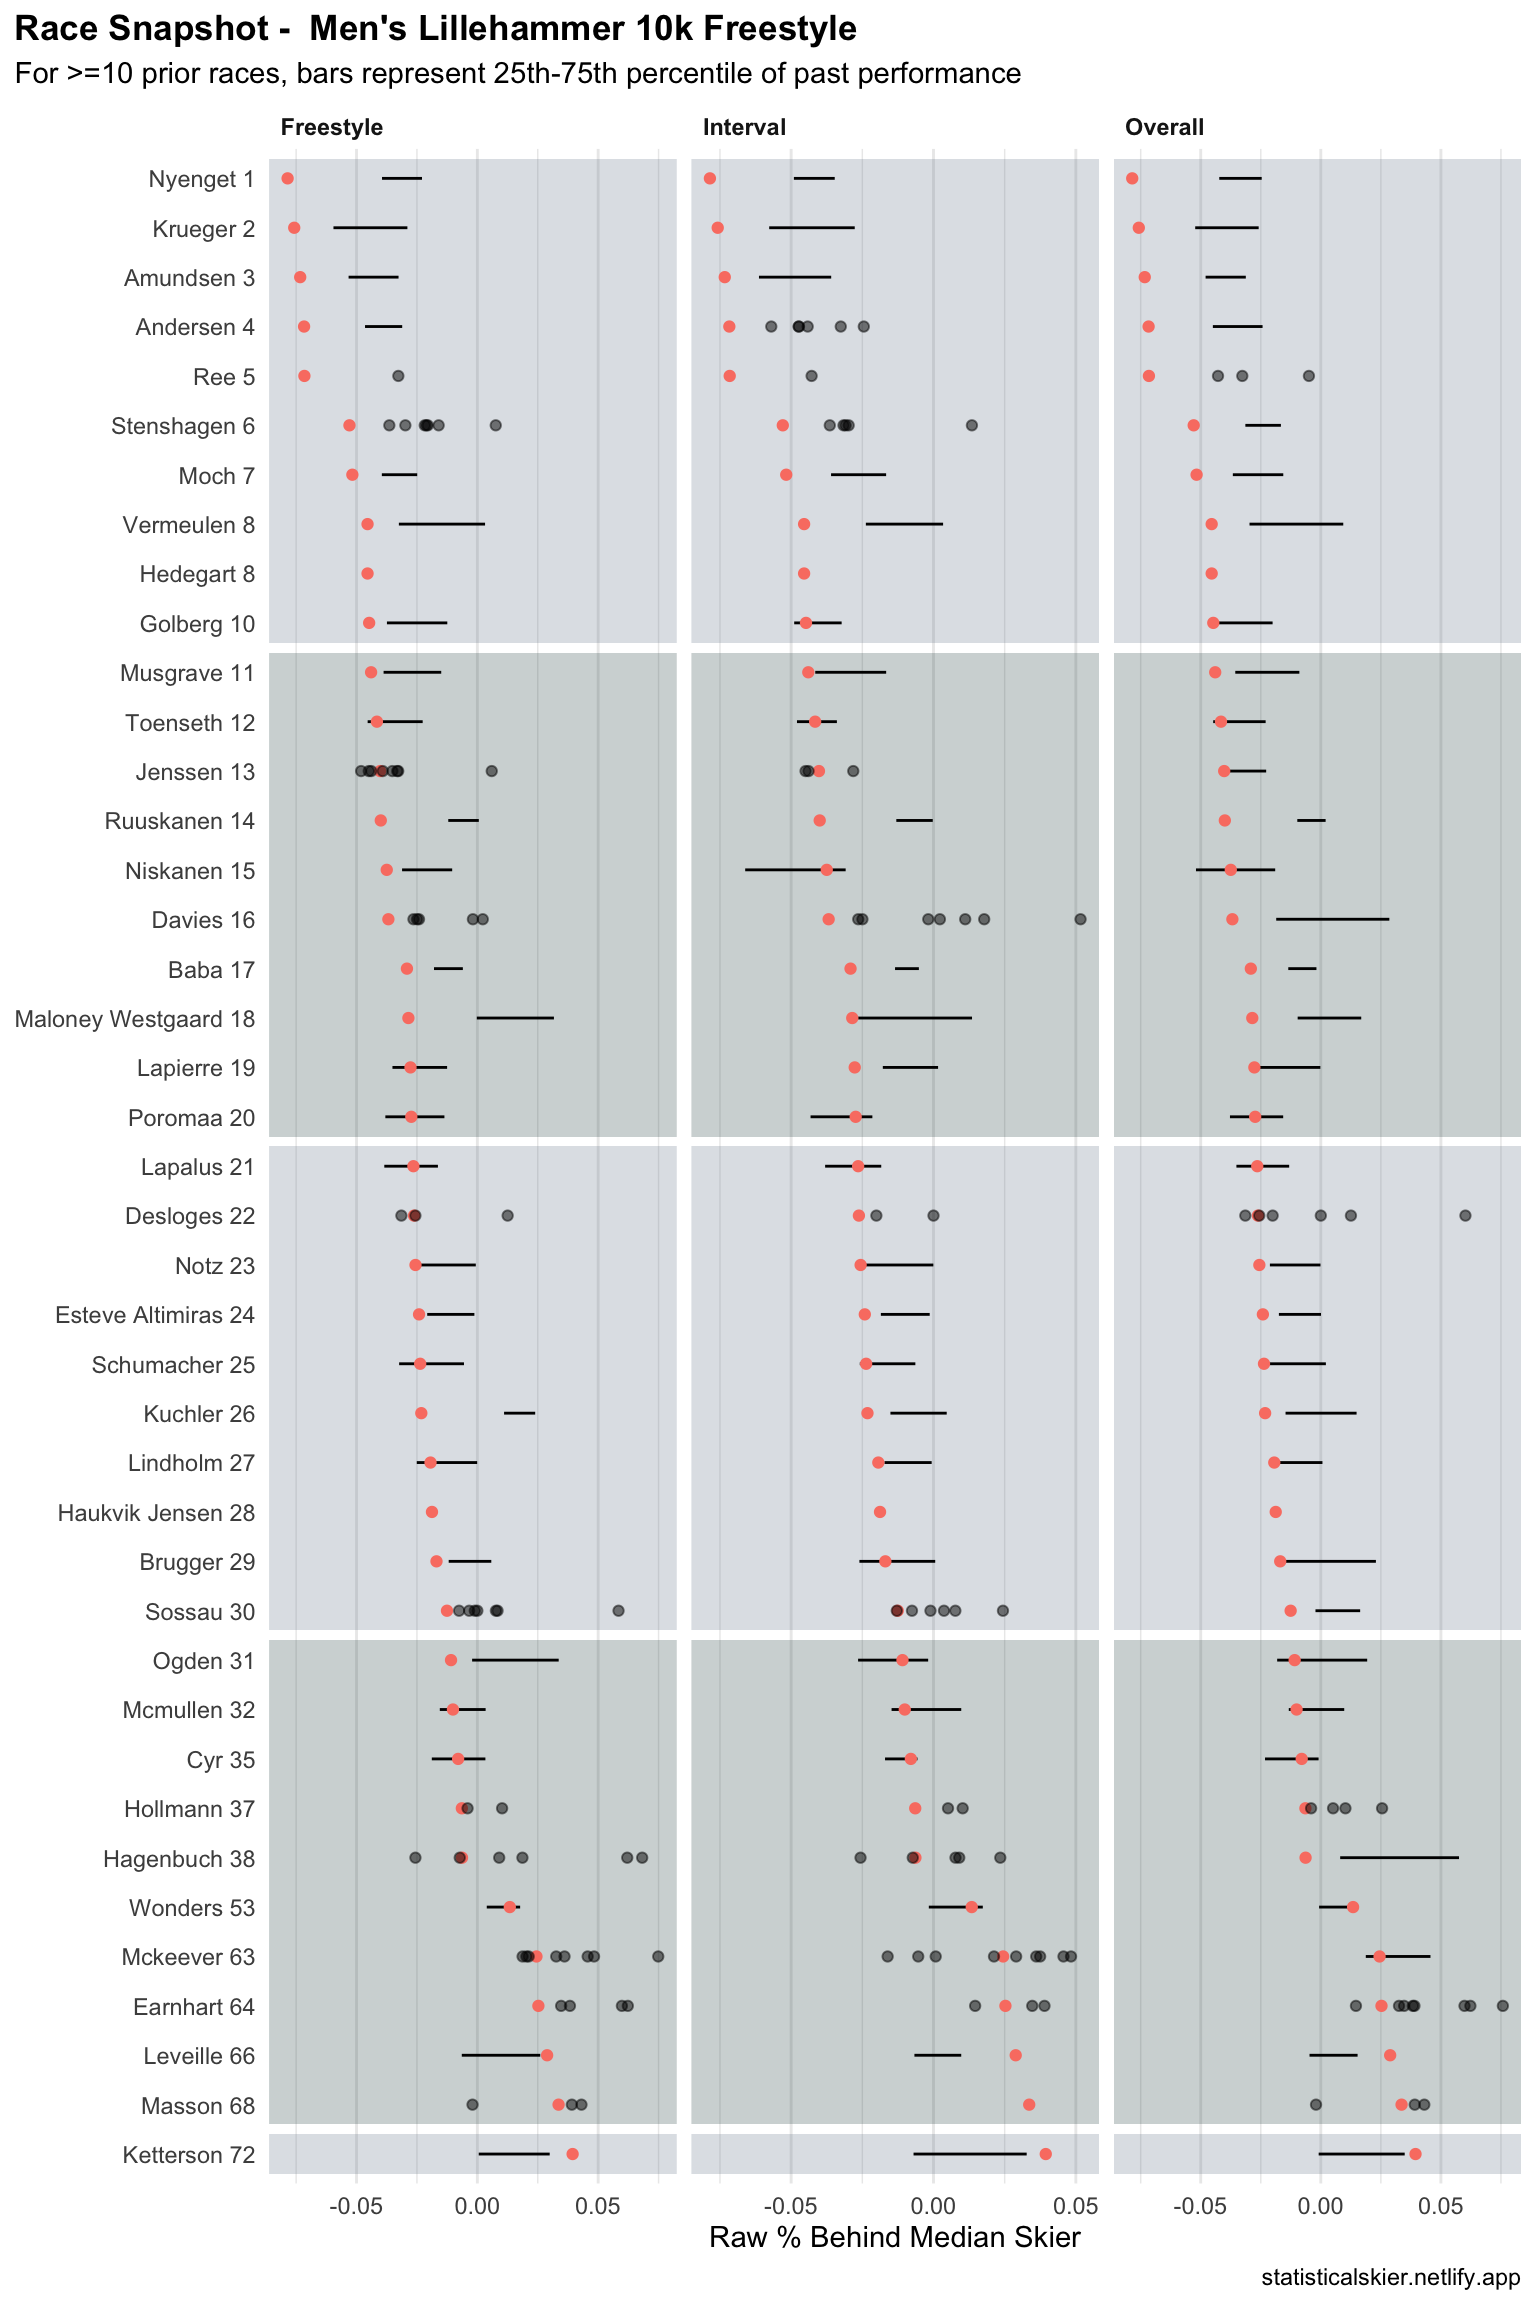 Race Snapshot -  Men's Lillehammer 10k Freestyle
For >=10 prior races, bars represent 25th-75th percentile of past performance
Freestyle Interval Overall
Nyenget 1
Krueger 2
Amundsen 3
Andersen 4
Ree 5
Stenshagen 6
Moch 7
Vermeulen 8
Hedegart 8
Golberg 10
Musgrave 11
Toenseth 12
Jenssen 13
Ruuskanen 14
Niskanen 15
Davies 16
Baba 17
Maloney Westgaard 18
Lapierre 19
Poromaa 20
Lapalus 21
Desloges 22
Notz 23
Esteve Altimiras 24
Schumacher 25
Kuchler 26
Lindholm 27
Haukvik Jensen 28
Brugger 29
Sossau 30
Ogden 31
Mcmullen 32
Cyr 35
Hollmann 37
Hagenbuch 38
Wonders 53
Mckeever 63
Earnhart 64
Leveille 66
Masson 68
Ketterson 72
-0.05 0.00 0.05 -0.05 0.00 0.05 -0.05 0.00 0.05
Raw % Behind Median Skier
statisticalskier.netlify.app